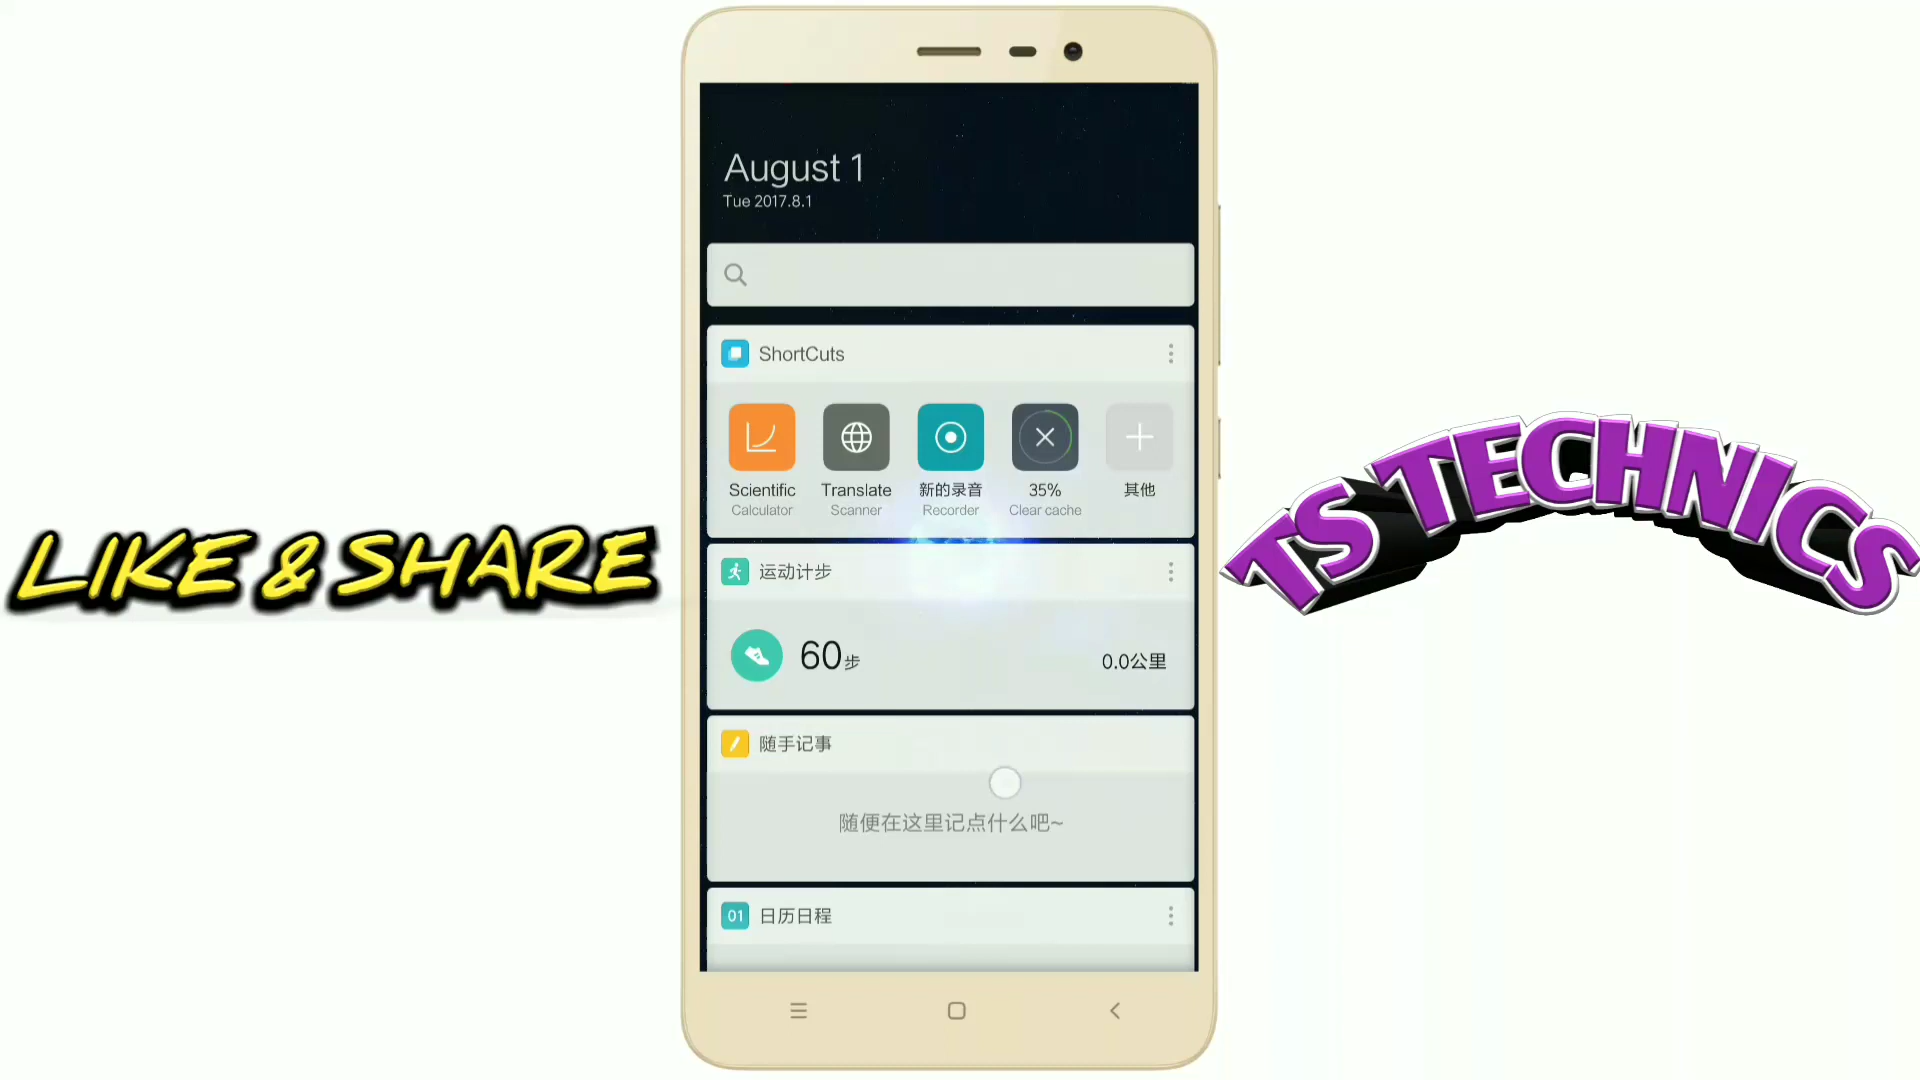 August 1
Tue 2017.8.1
ShortCuts
Scientific
Calculator
Translate
Scanner
新的录音
Recorder
35%
Clear cache
其他
LIKE & SHARE
TS TECHNICS
运动计步
60步
0.0公里
随手记事
随便在这里记点什么吧~
01 日历日程